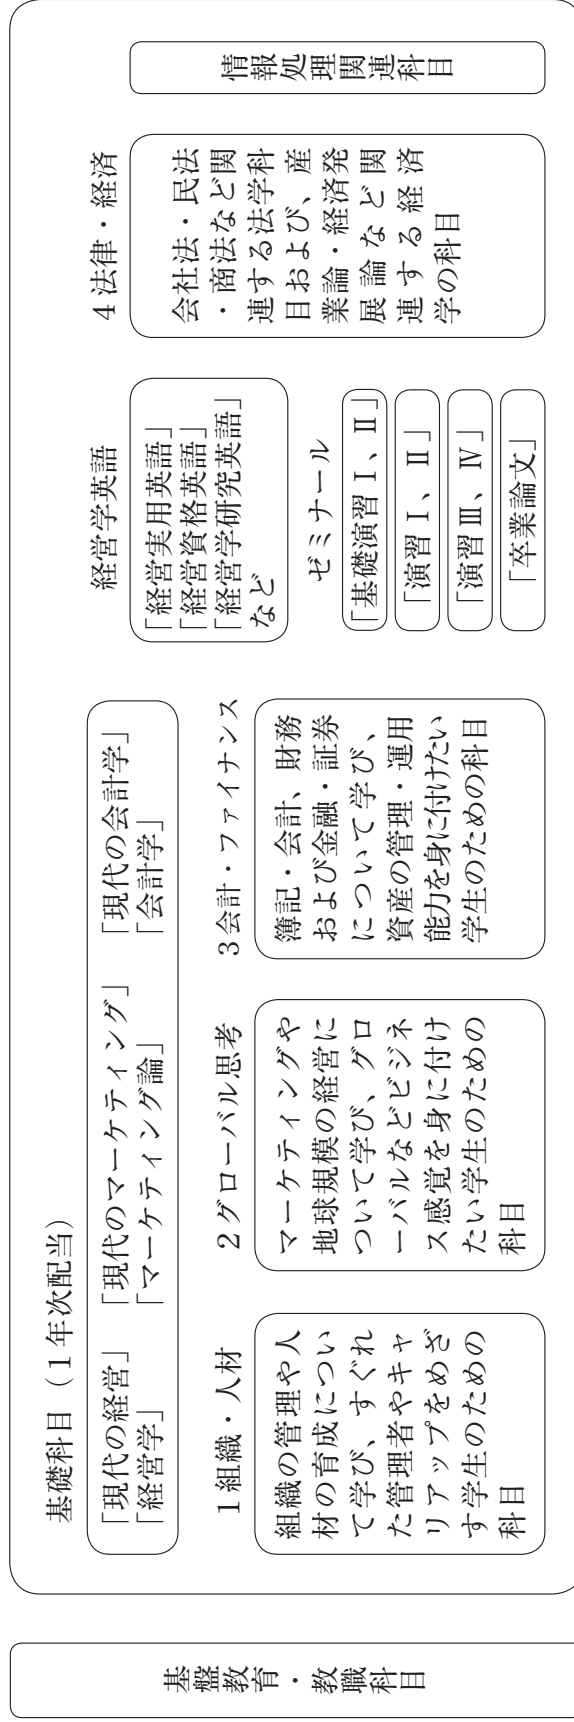 基盤教育・教職科目
基礎科目（1年次配当）
「現代の経営」　「現代のマーケティング」　「現代の会計学」
「経営学」　「マーケティング論」　「会計学」
1組織・人材
組織の管理や人
材の育成につい
て学び、すぐれ
た管理者やキャ
リアップをめざ
す学生のための
科目
2グローバル思考
マーケティングや
地球規模の経営に
ついて学び、グロ
ーバルなどビジネ
ス感覚を身に付け
たい学生のための
科目
3会計・ファイナンス
簿記・会計、財務
および金融・証券
について学び、
資産の管理・運用
能力を身に付けたい
学生のための科目
経営学英語
「経営実用英語」
「経営資格英語」
「経営学研究英語」
など
ゼミナール
「基礎演習Ⅰ、Ⅱ」
「演習Ⅰ、Ⅱ」
「演習Ⅲ、Ⅳ」
「卒業論文」
4法律・経済
会社法・民法
・商法など関
連する法学科
目および、産
業論・経済発
展論など関
連する経済
学の科目
情報処理関連科目